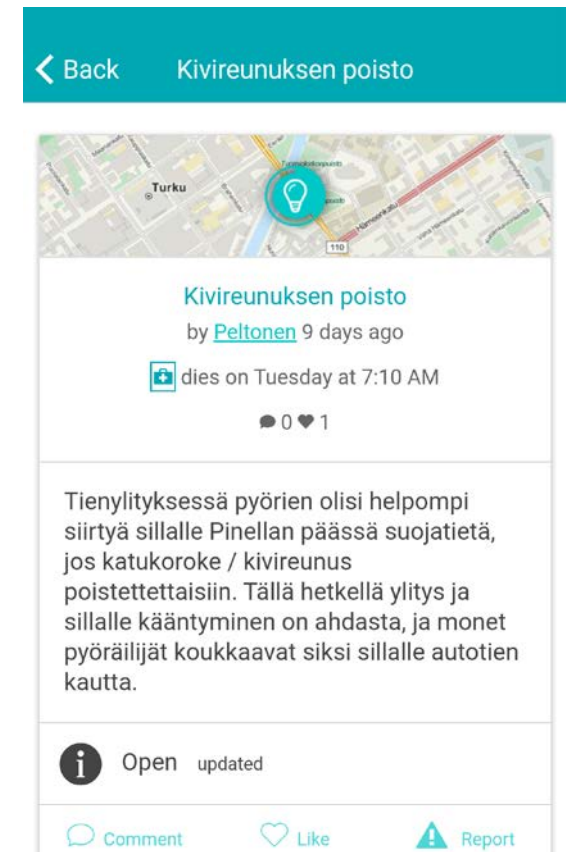 Back Kivireunuksen poisto
Turku
110
Hämeenkatu
Kivireunuksen poisto
by Peltonen 9 days ago
dies on Tuesday at 7:10 AM
0 1
Tienylityksessä pyörien olisi helpompi
siirtyä sillalle Pinellan päässä suojatietä,
jos katukoroke / kivireunus
poistettettaisiin. Tällä hetkellä ylitys ja
sillalle kääntyminen on ahdasta, ja monet
pyöräilijät koukkaavat siksi sillalle autotien
kautta.
Open updated
Comment Like Report